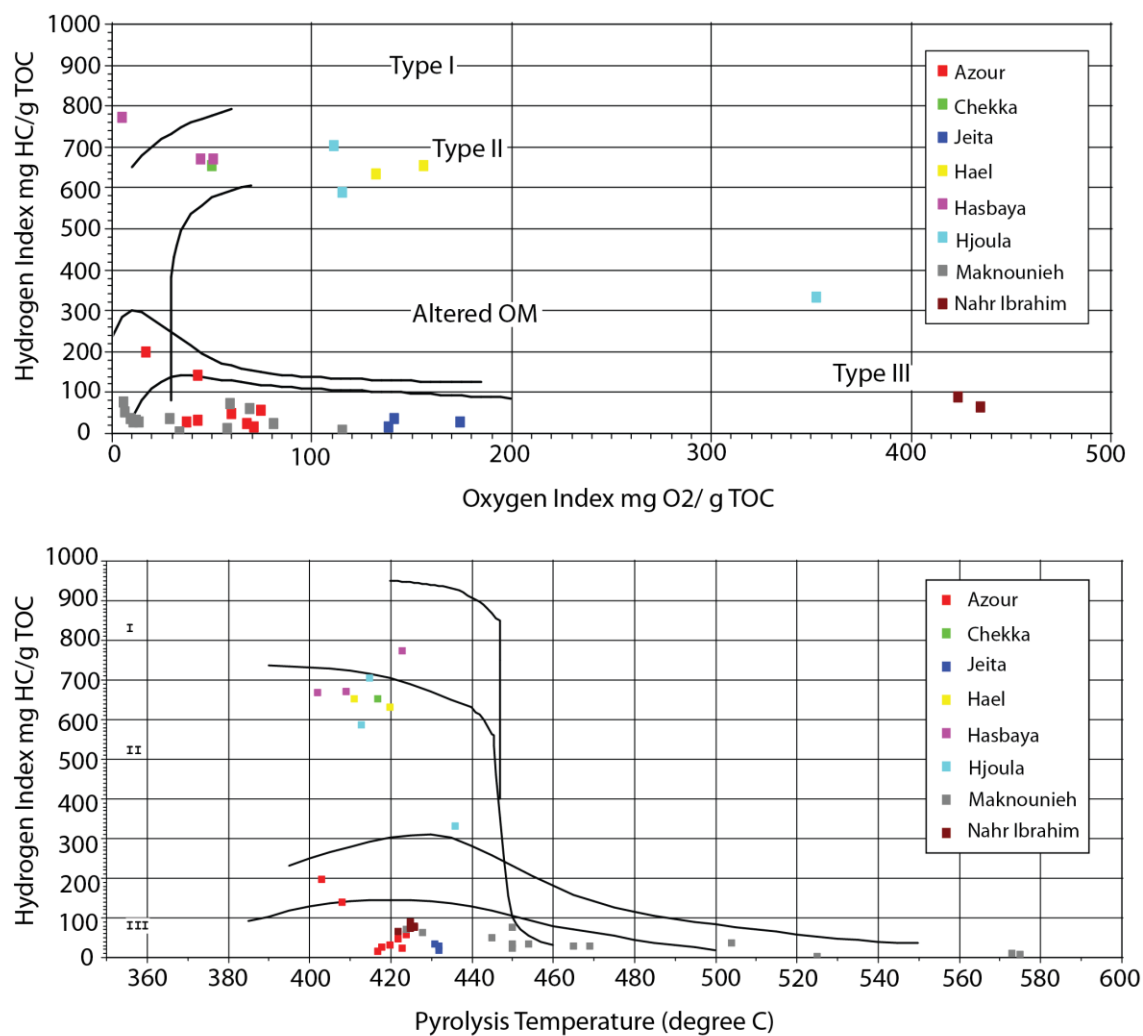 1000
900
800
700
600
500
400
300
200
100
0
Hydrogen Index mg HC/g TOC
Type I
Type II
Altered OM
Type III
Azour
Chekka
Jeita
Hael
Hasbaya
Hjoula
Maknounieh
Nahr Ibrahim
0 100 200 300 400 500
Oxygen Index mg O2/ g TOC
1000
900
800
700
600
500
400
300
200
100
0
Hydrogen Index mg HC/g TOC
I
II
III
Azour
Chekka
Jeita
Hael
Hasbaya
Hjoula
Maknounieh
Nahr Ibrahim
360 380 400 420 440 460 480 500 520 540 560 580 600
Pyrolysis Temperature (degree C)